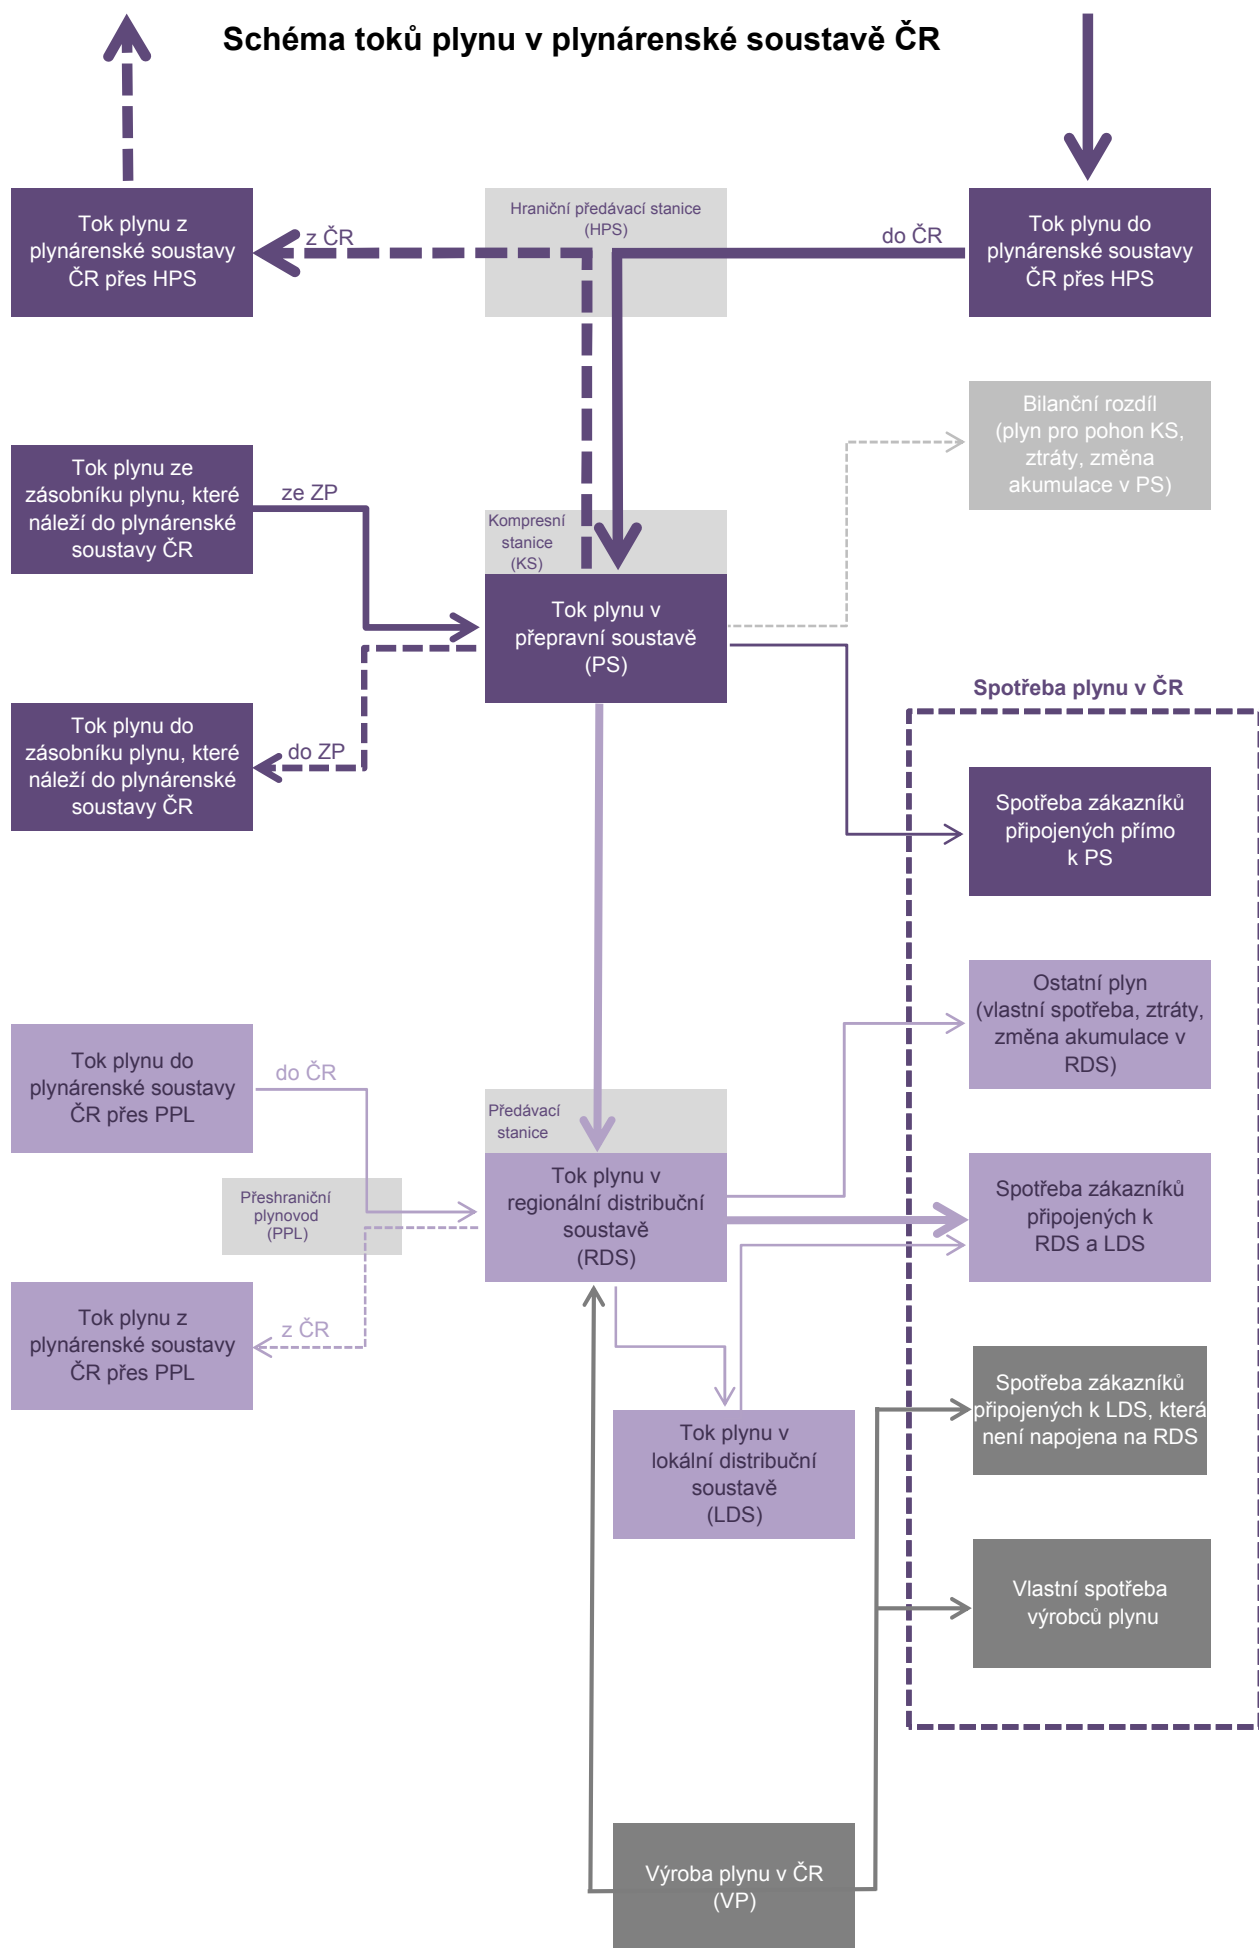 Schéma toků plynu v plynárenské soustavě ČR
Tok plynu z
plynárenské soustavy
ČR přes HPS
z ČR
Hraniční předávací stanice
(HPS)
do ČR
Tok plynu do
plynárenské soustavy
ČR přes HPS
Bilanční rozdíl
(plyn pro pohon KS,
ztráty, změna
akumulace v PS)
Tok plynu ze
zásobníku plynu, které
náleží do plynárenské
soustavy ČR
ze ZP
Kompresní
stanice
(KS)
Tok plynu v
přepravní soustavě
(PS)
Tok plynu do
zásobníku plynu, které
náleží do plynárenské
soustavy ČR
do ZP
Spotřeba plynu v ČR
Spotřeba zákazníků
připojených přímo
k PS
Ostatní plyn
(vlastní spotřeba, ztráty,
změna akumulace v
RDS)
Tok plynu do
plynárenské soustavy
ČR přes PPL
do ČR
Předávací
stanice
Tok plynu v
regionální distribuční
soustavě
(RDS)
Spotřeba zákazníků
připojených k
RDS a LDS
Přeshraniční
plynovod
(PPL)
Tok plynu z
plynárenské soustavy
ČR přes PPL
z ČR
Spotřeba zákazníků
připojených k LDS, která
není napojena na RDS
Tok plynu v
lokální distribuční
soustavě
(LDS)
Vlastní spotřeba
výrobců plynu
Výroba plynu v ČR
(VP)